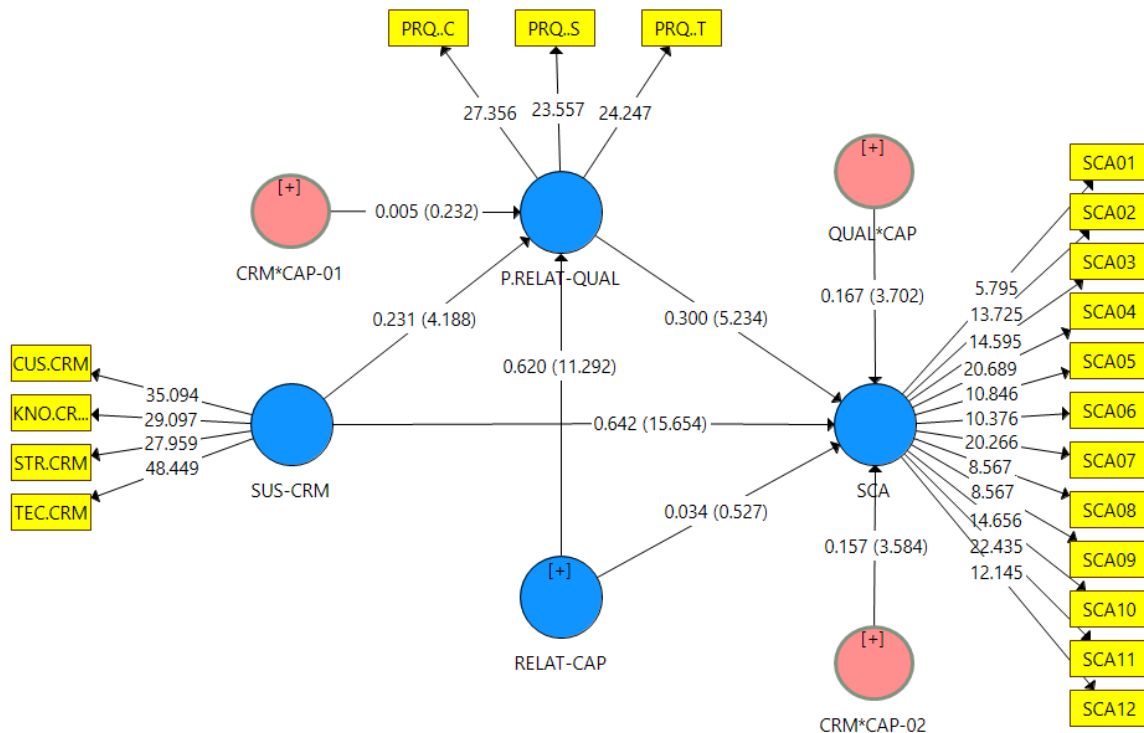 PRQ..C
PRQ..S
PRQ..T
27.356
23.557
24.247
[+]
CRM*CAP-01
0.005 (0.232)
P.RELAT-QUAL
[+]
QUAL*CAP
0.167 (3.702)
0.231 (4.188)
0.300 (5.234)
0.620 (11.292)
CUS.CRM
KNO.CR...
STR.CRM
TEC.CRM
35.094
29.097
27.959
48.449
SUS-CRM
0.642 (15.654)
SCA
0.034 (0.527)
[+]
RELAT-CAP
0.157 (3.584)
[+]
CRM*CAP-02
5.795
13.725
14.595
20.689
10.846
10.376
20.266
8.567
8.567
14.656
22.435
12.145
SCA01
SCA02
SCA03
SCA04
SCA05
SCA06
SCA07
SCA08
SCA09
SCA10
SCA11
SCA12